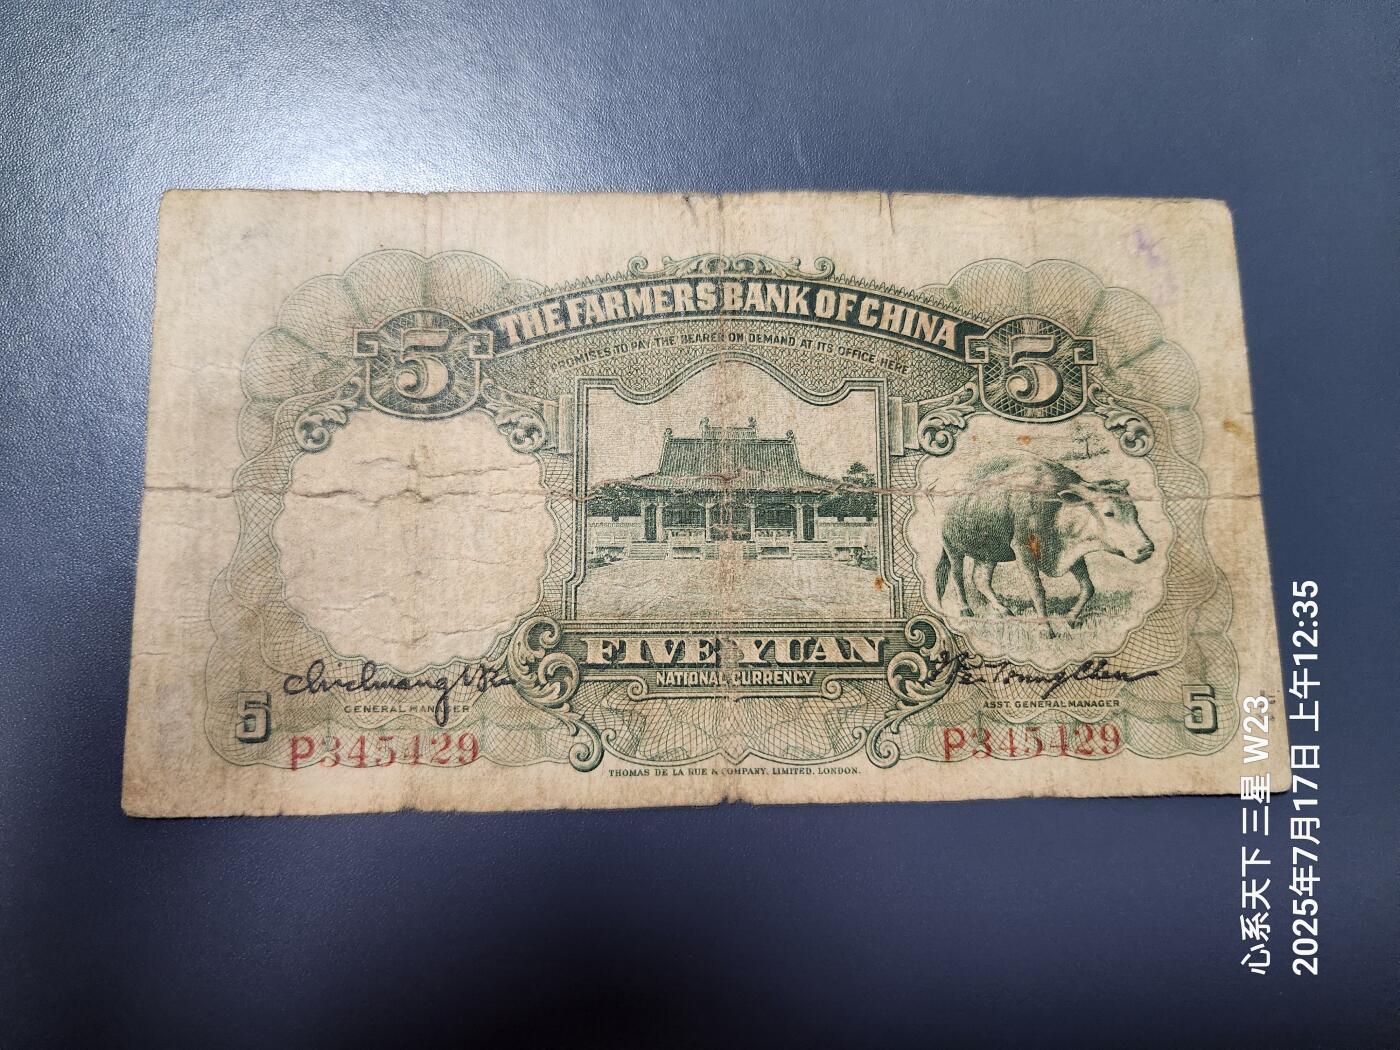 THE FARMERS BANK OF CHINA
PROMISES TO PAY THE BEARER ON DEMAND AT ITS OFFICE HERE
5
5
FIVE YUAN
NATIONAL CURRENCY
GENERAL MANAGER
ASST. GENERAL MANAGER
5
5
P345429
P345429
THOMAS DE LA RUE & COMPANY, LIMITED, LONDON.
心系天下 三星 W23
2025年7月17日 上午12:35